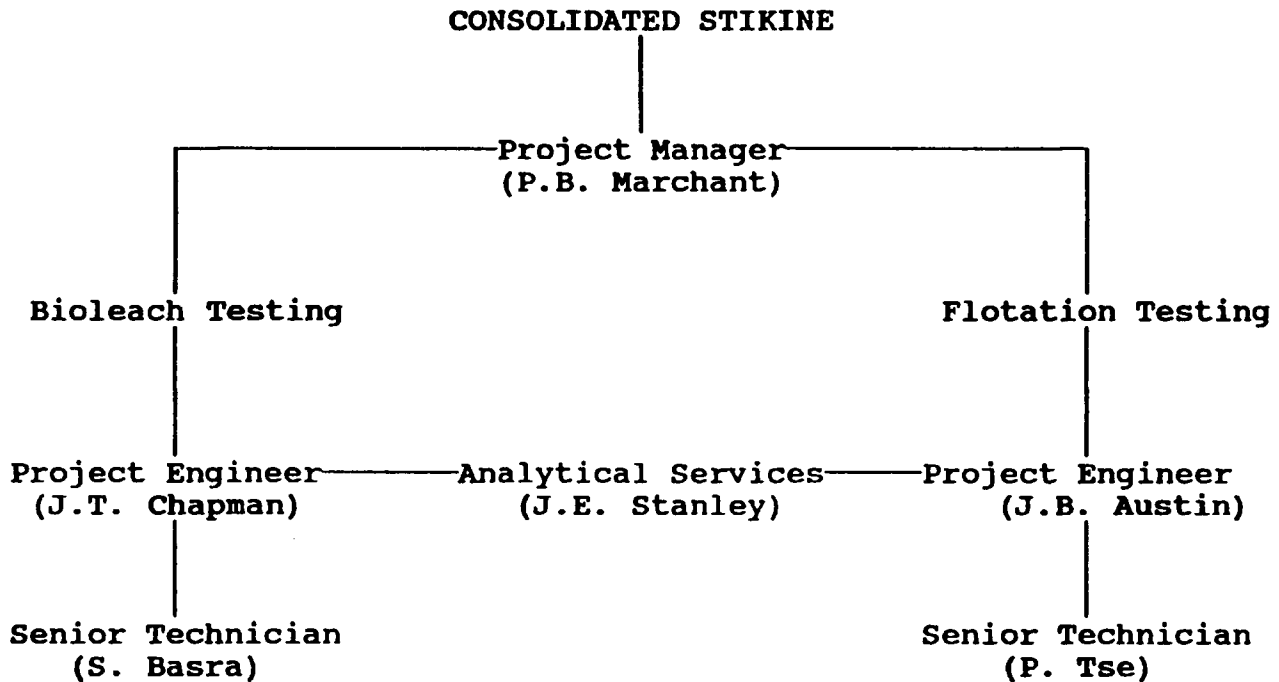 CONSOLIDATED STIKINE
Project Manager
(P.B. Marchant)
Bioleach Testing
Flotation Testing
Project Engineer
(J.T. Chapman)
Analytical Services
(J.E. Stanley)
Project Engineer
(J.B. Austin)
Senior Technician
(S. Basra)
Senior Technician
(P. Tse)